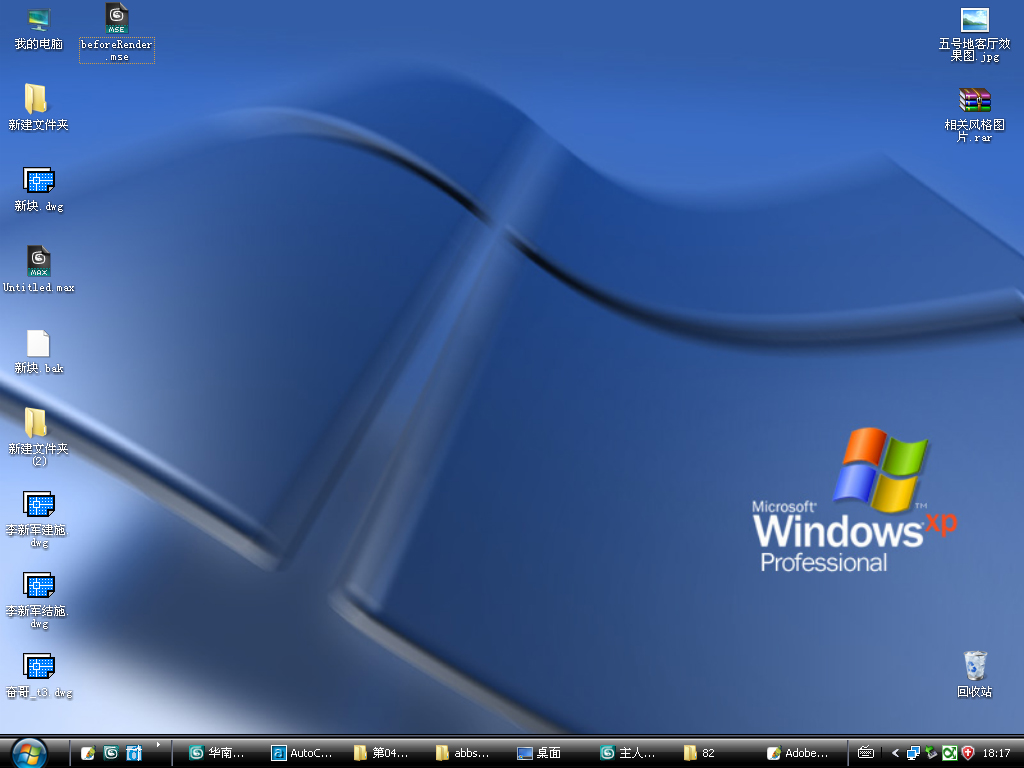 我的电脑
beforeRender
.mse
五号地客厅效
果图.jpg
新建文件夹
相关风格图
片.rar
新块.dwg
MAX
Untitled.max
新块.bak
新建文件夹
(2)
李新军建施.
dwg
李新军结施.
dwg
奋哥_t3.dwg
MSE
Microsoft®
Windows xp
TM
Professional
回收站
华南...
AutoC...
第04...
abbs...
桌面
主人...
82
Adobe...
18:17